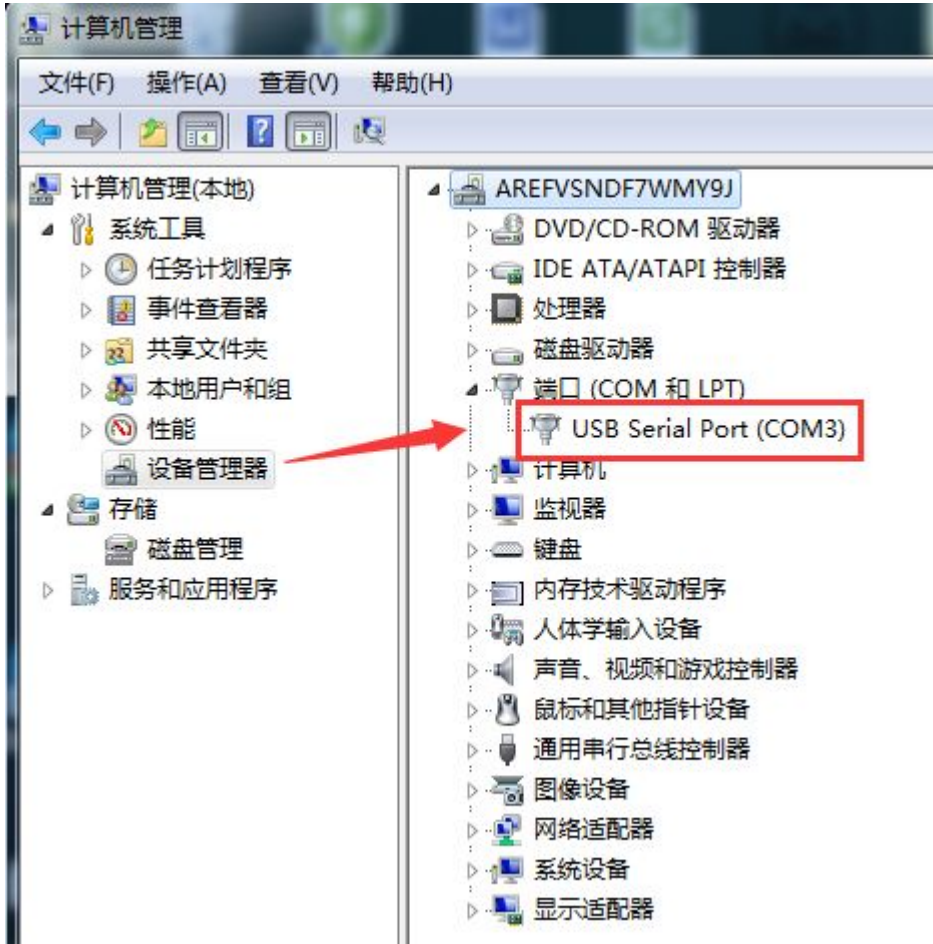 计算机管理
文件(F) 操作(A) 查看(V) 帮助(H)
计算机管理(本地)
系统工具
任务计划程序
事件查看器
共享文件夹
本地用户和组
性能
设备管理器
存储
磁盘管理
服务和应用程序
AREFVSNDF7WMY9J
DVD/CD-ROM 驱动器
IDE ATA/ATAPI 控制器
处理器
磁盘驱动器
端口 (COM 和 LPT)
USB Serial Port (COM3)
计算机
监视器
键盘
内存技术驱动程序
人体学输入设备
声音、视频和游戏控制器
鼠标和其他指针设备
通用串行总线控制器
图像设备
网络适配器
系统设备
显示适配器